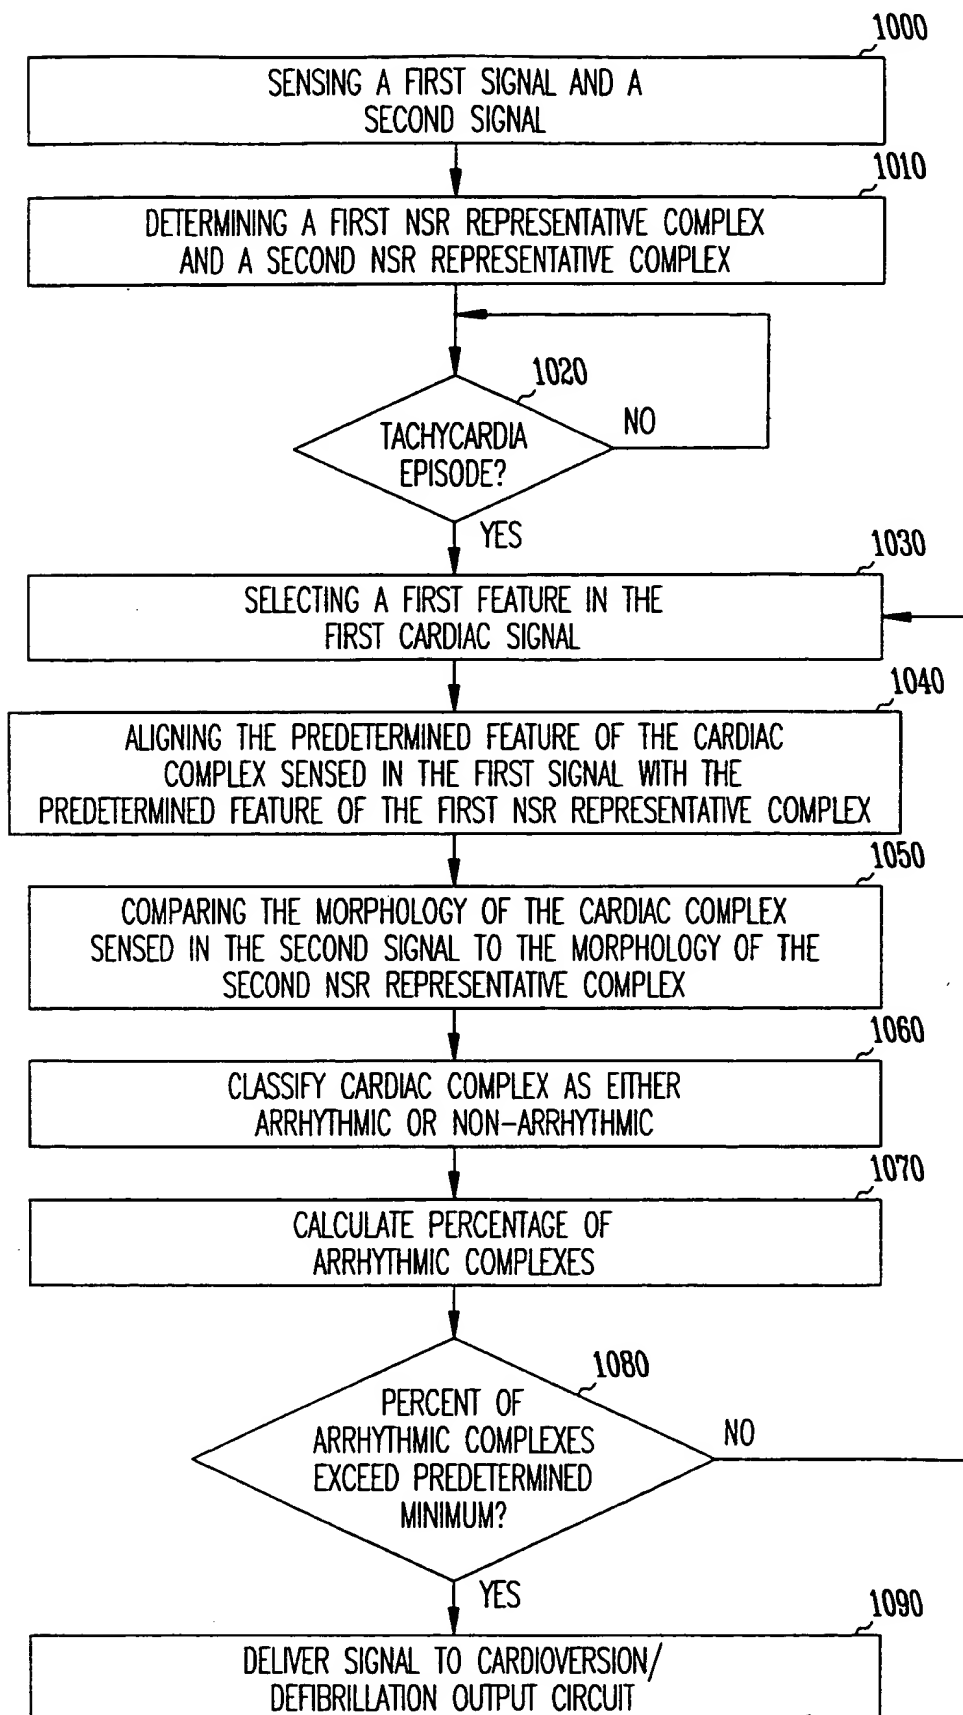 1000
SENSING A FIRST SIGNAL AND A
SECOND SIGNAL
1010
DETERMINING A FIRST NSR REPRESENTATIVE COMPLEX
AND A SECOND NSR REPRESENTATIVE COMPLEX
1020
TACHYCARDIA
EPISODE?
NO
YES
1030
SELECTING A FIRST FEATURE IN THE
FIRST CARDIAC SIGNAL
1040
ALIGNING THE PREDETERMINED FEATURE OF THE CARDIAC
COMPLEX SENSED IN THE FIRST SIGNAL WITH THE
PREDETERMINED FEATURE OF THE FIRST NSR REPRESENTATIVE COMPLEX
1050
COMPARING THE MORPHOLOGY OF THE CARDIAC COMPLEX
SENSED IN THE SECOND SIGNAL TO THE MORPHOLOGY OF THE
SECOND NSR REPRESENTATIVE COMPLEX
1060
CLASSIFY CARDIAC COMPLEX AS EITHER
ARRHYTHMIC OR NON-ARRHYTHMIC
1070
CALCULATE PERCENTAGE OF
ARRHYTHMIC COMPLEXES
1080
PERCENT OF
ARRHYTHMIC COMPLEXES
EXCEED PREDETERMINED
MINIMUM?
NO
YES
1090
DELIVER SIGNAL TO CARDIOVERSION/
DEFIBRILLATION OUTPUT CIRCUIT